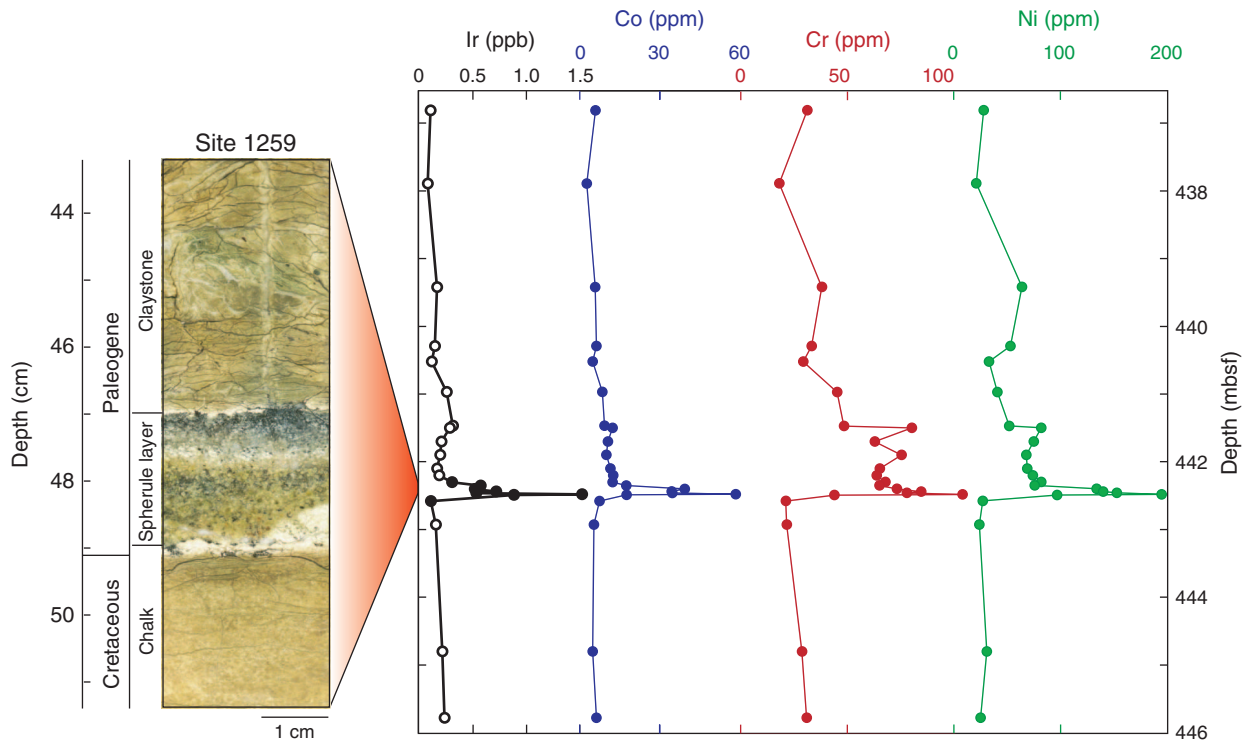 Co (ppm)
Ni (ppm)
Ir (ppb)
Cr (ppm)
0 30 60
0 100 200
0 0.5 1.0 1.5
0 50 100
Site 1259
44
46
48
50
Depth (cm)
Paleogene
Cretaceous
Claystone
Spherule layer
Chalk
1 cm
438
440
442
444
446
Depth (mbsf)